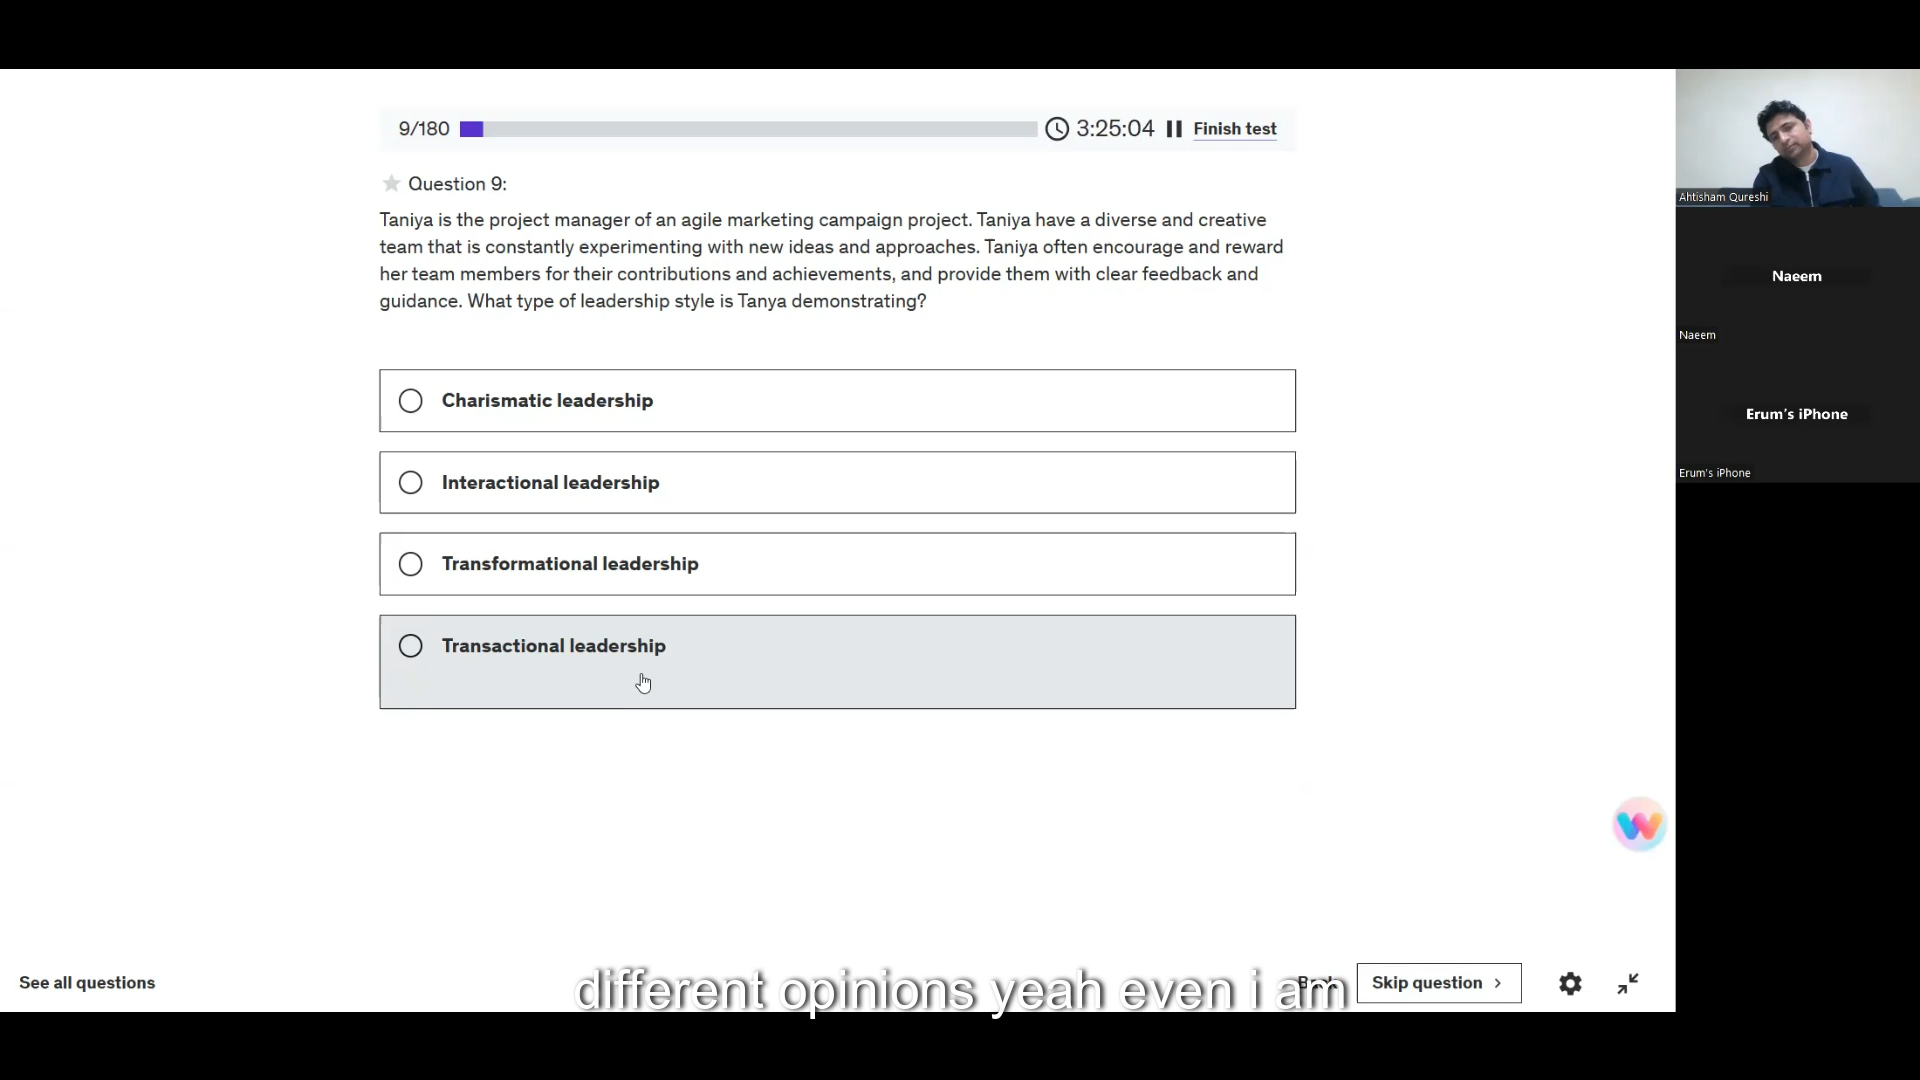 9/180
3:25:04
Finish test
Question 9:
Taniya is the project manager of an agile marketing campaign project. Taniya have a diverse and creative
team that is constantly experimenting with new ideas and approaches. Taniya often encourage and reward
her team members for their contributions and achievements, and provide them with clear feedback and
guidance. What type of leadership style is Tanya demonstrating?
Charismatic leadership
Interactional leadership
Transformational leadership
Transactional leadership
See all questions
different opinions yeah even i am
Back
Skip question
Ahtisham Qureshi
Naeem
Naeem
Erum's iPhone
Erum's iPhone